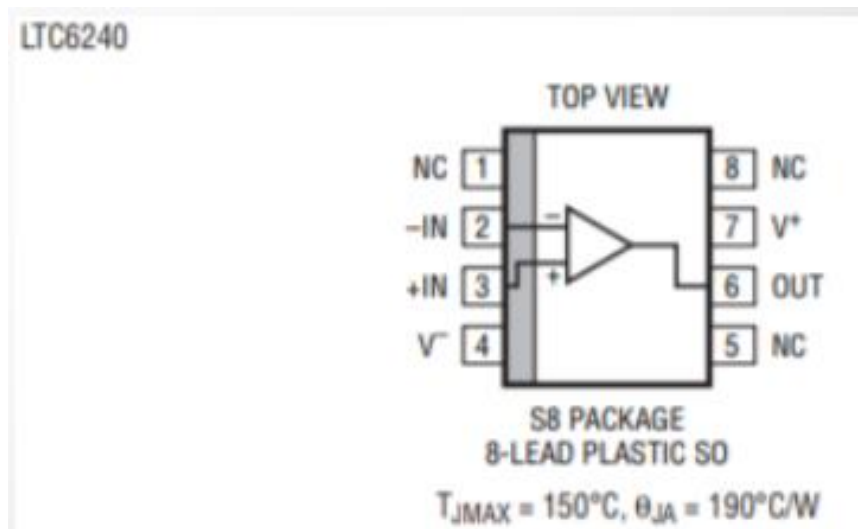 LTC6240
TOP VIEW
NC 1 8 NC
–IN 2 – 7 V⁺
+IN 3 + 6 OUT
V⁻ 4 5 NC
S8 PACKAGE
8-LEAD PLASTIC SO
TJMAX = 150°C, θJA = 190°C/W